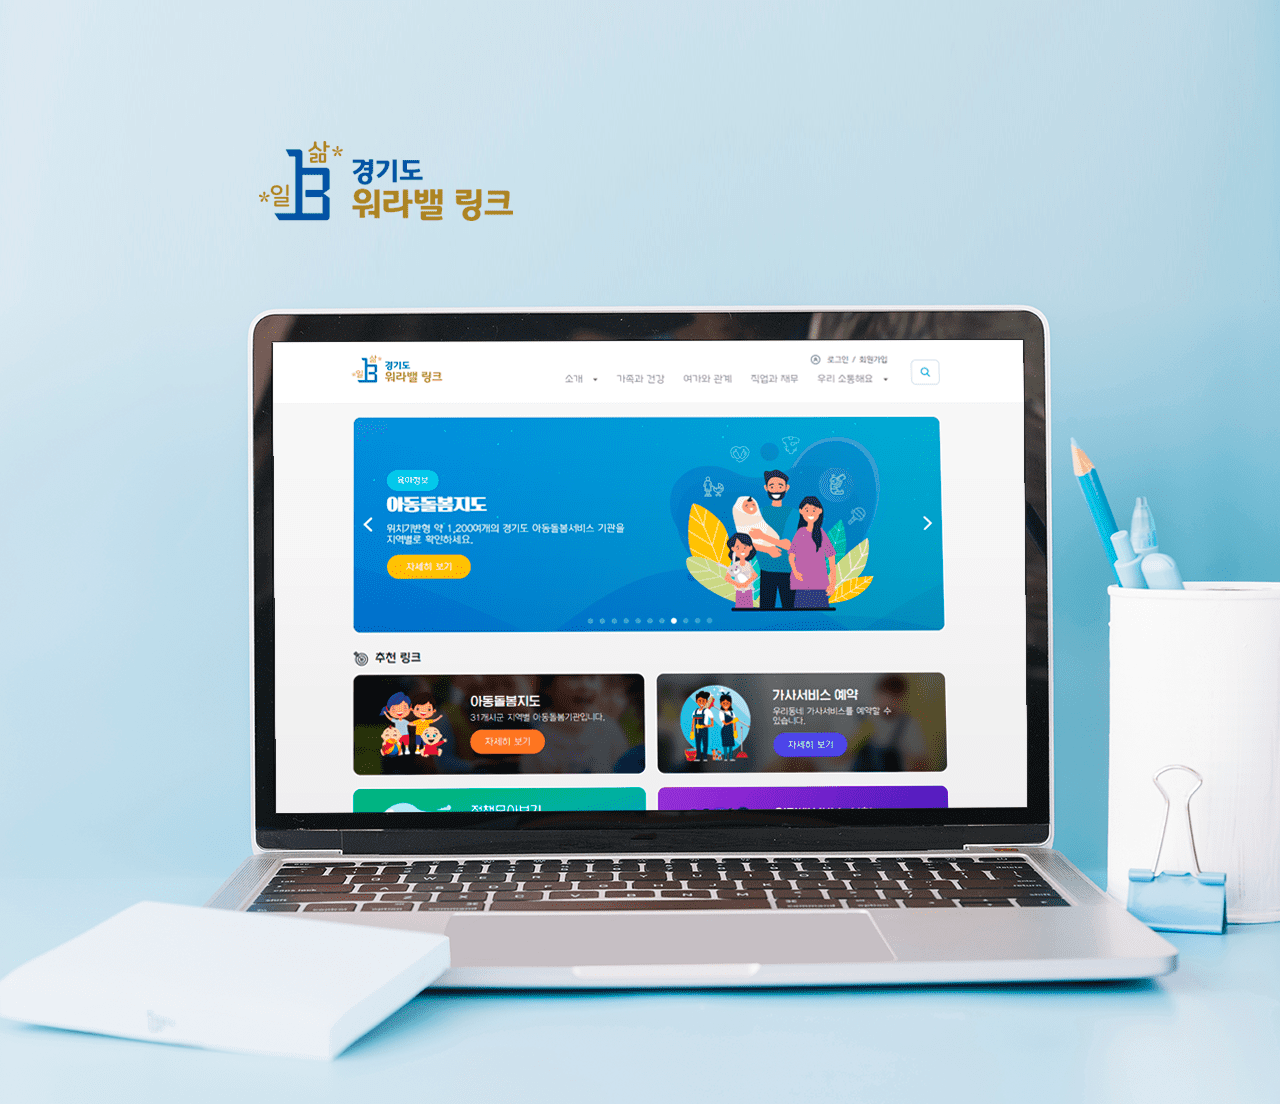 삶*
*일
경기도
워라밸 링크
삶*
*일
경기도
워라밸 링크
로그인 / 회원가입
소개
가족과 건강
여가와 관계
직업과 재무
우리 소통해요
육아정보
아동돌봄지도
위치기반형 약 1,200여개의 경기도 아동돌봄서비스 기관을
지역별로 확인하세요.
자세히 보기
추천 링크
아동돌봄지도
31개시군 지역별 아동돌봄기관입니다.
자세히 보기
가사서비스 예약
우리동네 가사서비스를 예약할 수
있습니다.
자세히 보기
정책모아보기